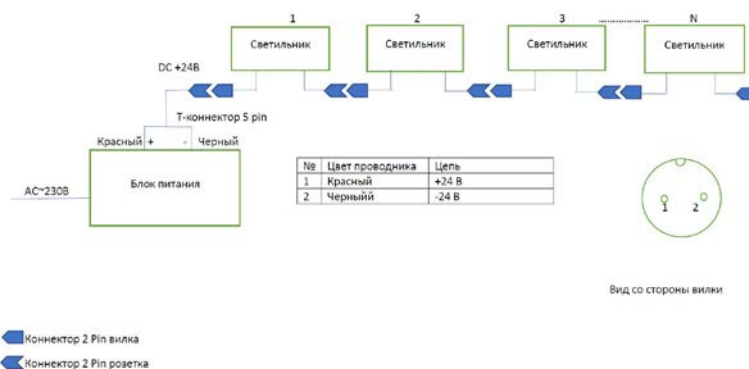 1 2 3 N
Светильник Светильник Светильник Светильник
DC +24В
Т-коннектор 5 pin
Красный + - Черный
Блок питания
AC~230В
№ Цвет проводника Цепь
1 Красный +24 В
2 Черныйй -24 В
1 2
Вид со стороны вилки
Коннектор 2 Pin вилка
Коннектор 2 Pin розетка